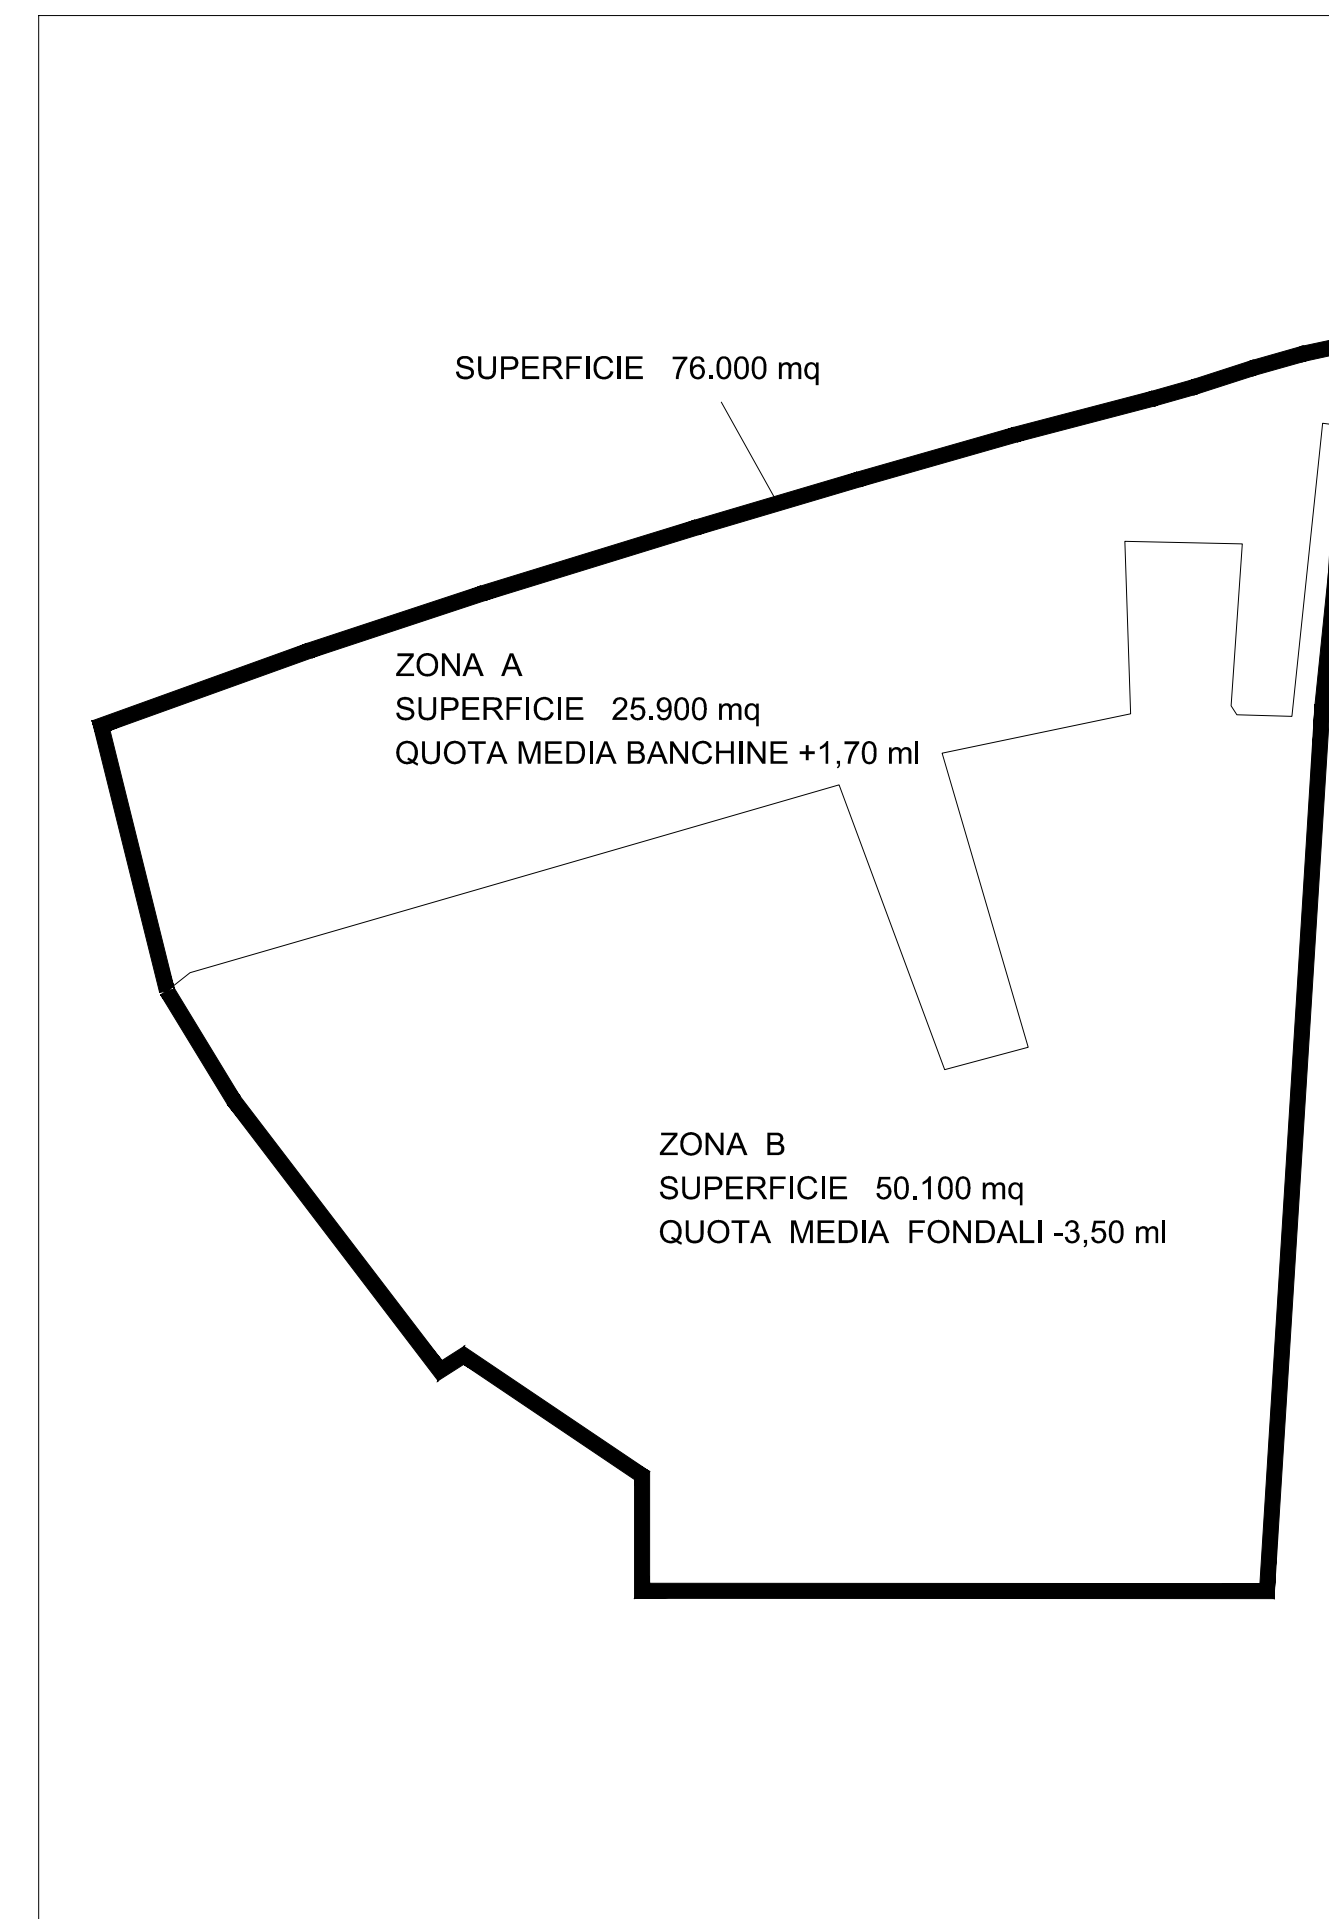 SUPERFICIE 76.000 mq
ZONA A
SUPERFICIE 25.900 mq
QUOTA MEDIA BANCHINE +1,70 ml
ZONA B
SUPERFICIE 50.100 mq
QUOTA MEDIA FONDALI -3,50 ml